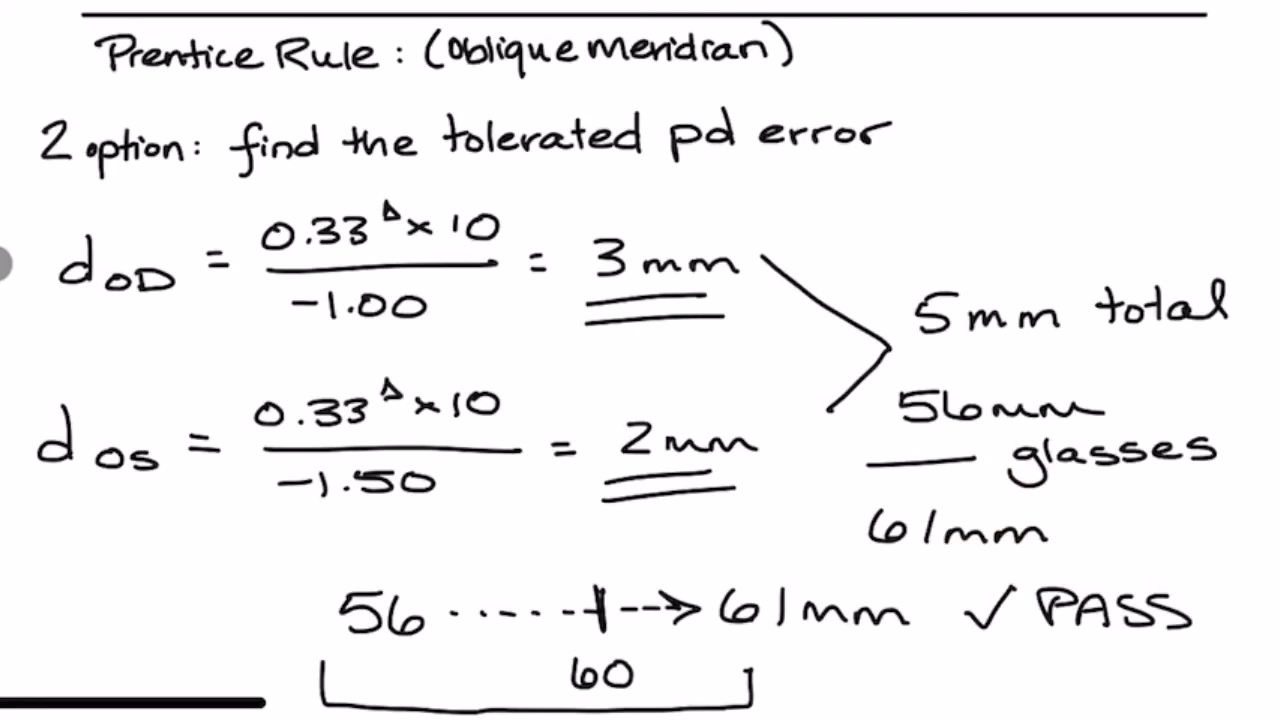 Prentice Rule: (oblique meridian)
2 option: find the tolerated pd error
dOD = 0.33Δ x 10 / -1.00 = 3mm
5mm total
dOS = 0.33Δ x 10 / -1.50 = 2mm
56mm
glasses
61mm
56 ------|--> 61mm ✓ PASS
60